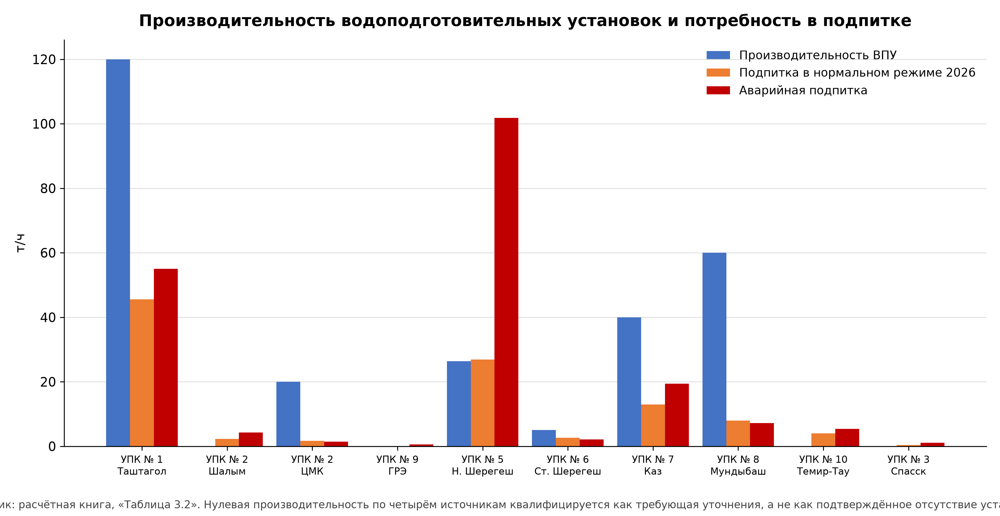 Производительность водоподготовительных установок и потребность в подпитке
Производительность ВПУ
Подпитка в нормальном режиме 2026
Аварийная подпитка
120
100
80
60
40
20
0
т/ч
УПК № 1
Таштагол
УПК № 2
Шалым
УПК № 2
ЦМК
УПК № 9
ГРЭ
УПК № 5
Н. Шерегеш
УПК № 6
Ст. Шерегеш
УПК № 7
Каз
УПК № 8
Мундыбаш
УПК № 10
Темир-Тау
УПК № 3
Спасск
расчётная книга, «Таблица 3.2». Нулевая производительность по четырём источникам квалифицируется как требующая уточнения, а не как подтверждённое отсутствие